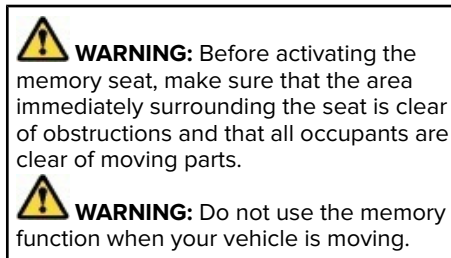 WARNING: Before activating the
memory seat, make sure that the area
immediately surrounding the seat is clear
of obstructions and that all occupants are
clear of moving parts.
WARNING: Do not use the memory
function when your vehicle is moving.